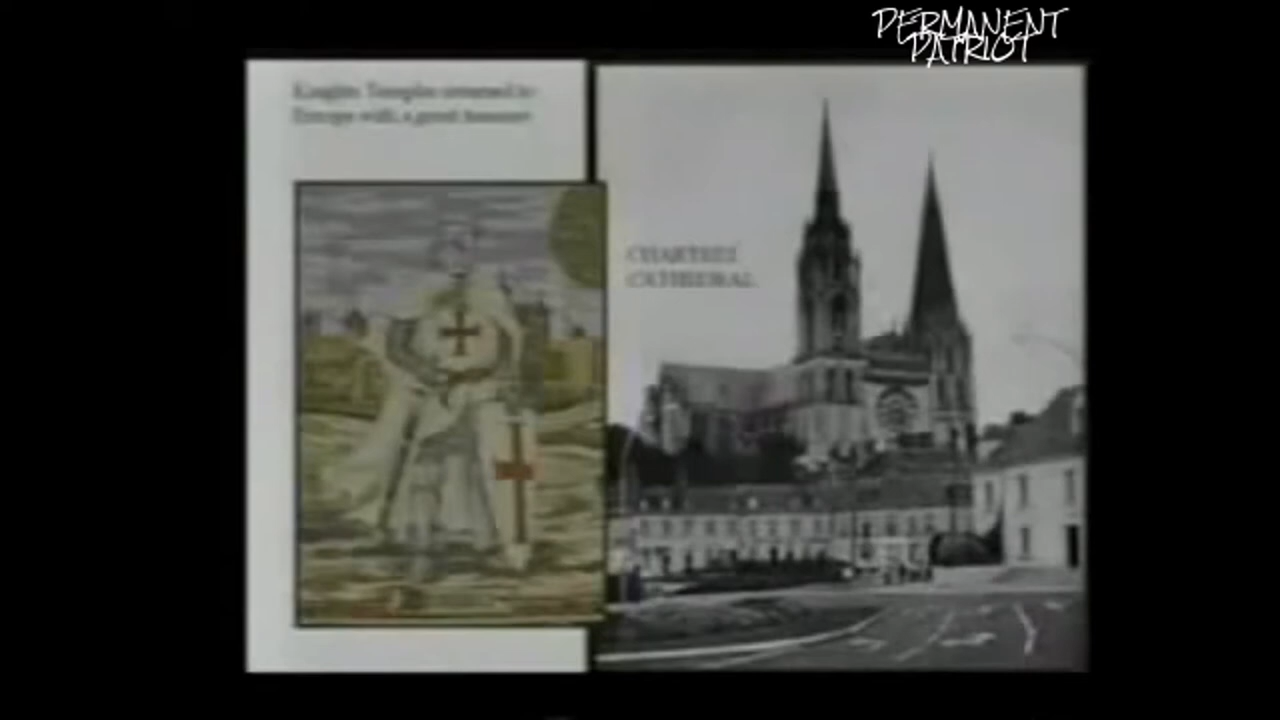 PERMANENT
PATRIOT
Knights Templar returned to
Europe with a great treasure
CHARTRES
CATHEDRAL